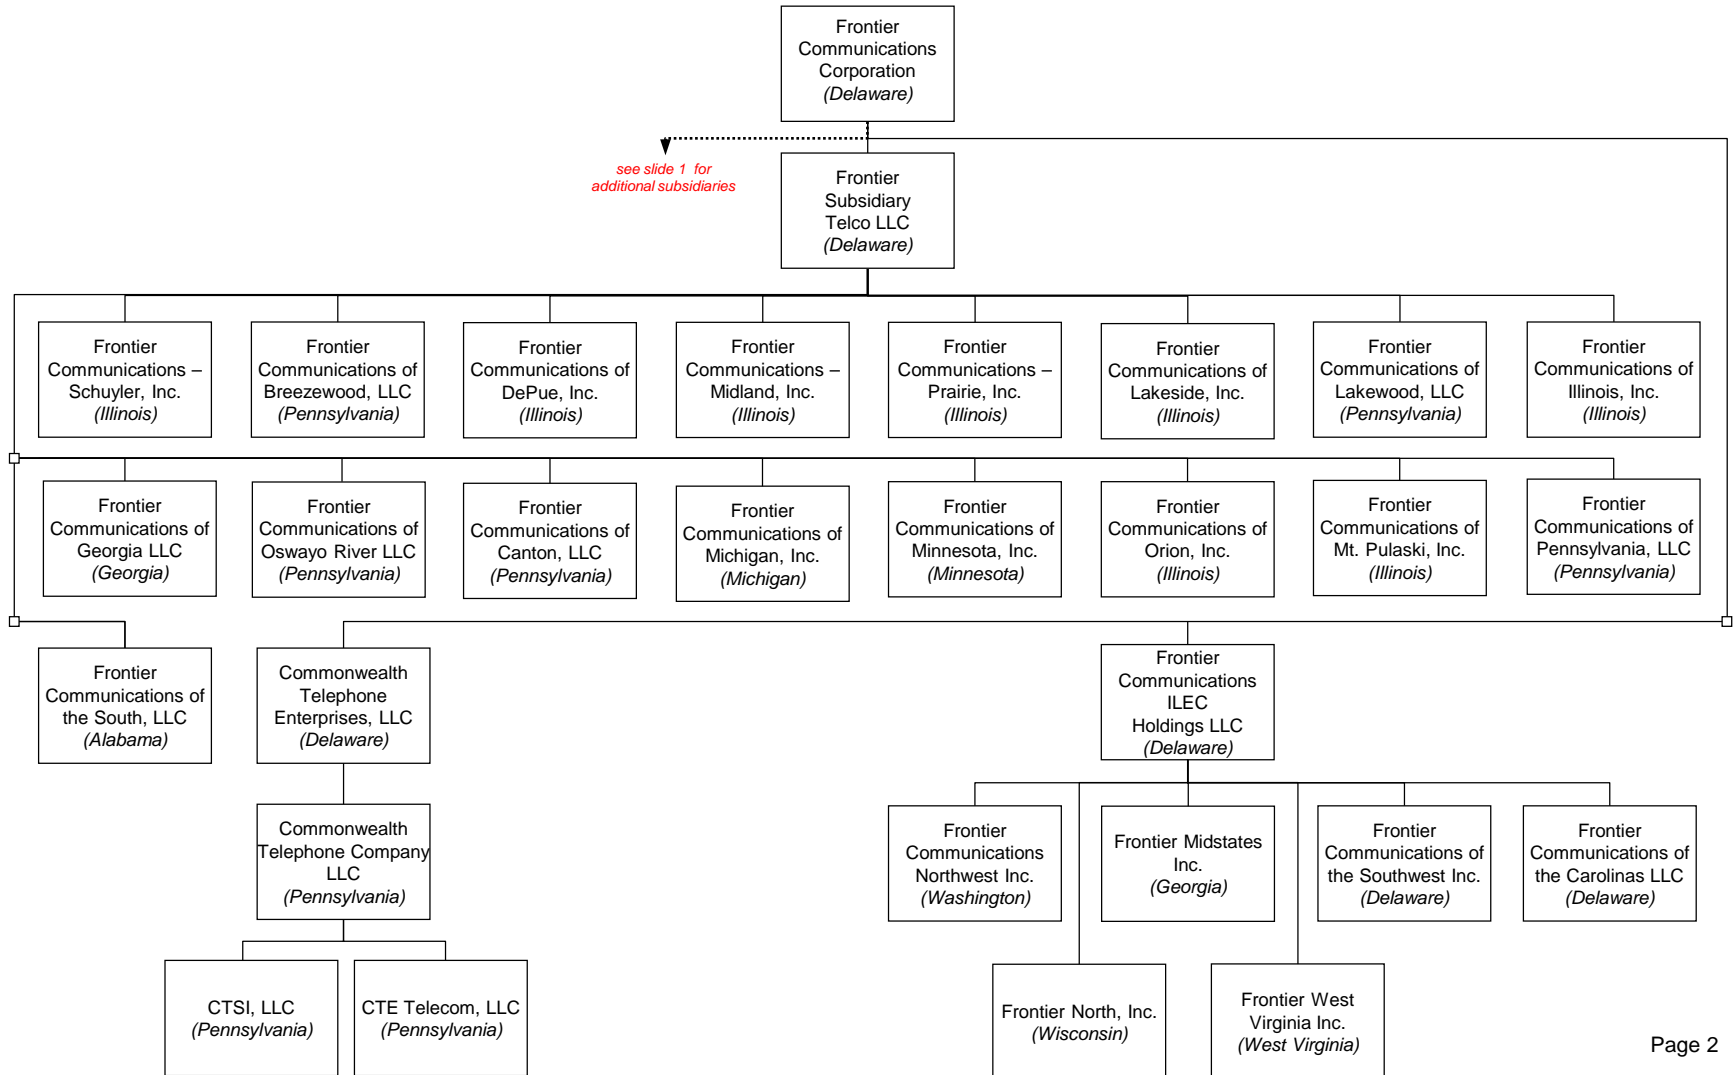 Frontier
Communications
Corporation
(Delaware)
see slide 1 for
additional subsidiaries
Frontier
Subsidiary
Telco LLC
(Delaware)
Frontier
Communications –
Schuyler, Inc.
(Illinois)
Frontier
Communications of
Breezewood, LLC
(Pennsylvania)
Frontier
Communications of
DePue, Inc.
(Illinois)
Frontier
Communications –
Midland, Inc.
(Illinois)
Frontier
Communications –
Prairie, Inc.
(Illinois)
Frontier
Communications of
Lakeside, Inc.
(Illinois)
Frontier
Communications of
Lakewood, LLC
(Pennsylvania)
Frontier
Communications of
Illinois, Inc.
(Illinois)
Frontier
Communications of
Georgia LLC
(Georgia)
Frontier
Communications of
Oswayo River LLC
(Pennsylvania)
Frontier
Communications of
Canton, LLC
(Pennsylvania)
Frontier
Communications of
Michigan, Inc.
(Michigan)
Frontier
Communications of
Minnesota, Inc.
(Minnesota)
Frontier
Communications of
Orion, Inc.
(Illinois)
Frontier
Communications of
Mt. Pulaski, Inc.
(Illinois)
Frontier
Communications of
Pennsylvania, LLC
(Pennsylvania)
Frontier
Communications of
the South, LLC
(Alabama)
Commonwealth
Telephone
Enterprises, LLC
(Delaware)
Frontier
Communications
ILEC
Holdings LLC
(Delaware)
Commonwealth
Telephone Company
LLC
(Pennsylvania)
Frontier
Communications
Northwest Inc.
(Washington)
Frontier Midstates
Inc.
(Georgia)
Frontier
Communications of
the Southwest Inc.
(Delaware)
Frontier
Communications of
the Carolinas LLC
(Delaware)
CTSI, LLC
(Pennsylvania)
CTE Telecom, LLC
(Pennsylvania)
Frontier North, Inc.
(Wisconsin)
Frontier West
Virginia Inc.
(West Virginia)
Page 2